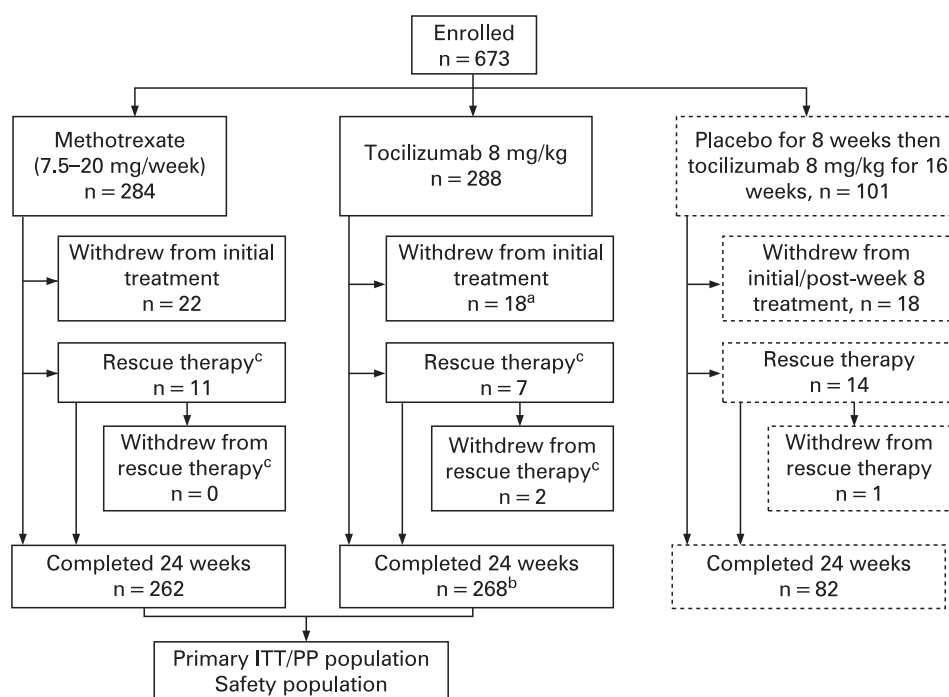 Enrolled
n = 673
Methotrexate
(7.5–20 mg/week)
n = 284
Tocilizumab 8 mg/kg
n = 288
Placebo for 8 weeks then
tocilizumab 8 mg/kg for 16
weeks, n = 101
Withdrew from initial
treatment
n = 22
Withdrew from initial
treatment
n = 18a
Withdrew from
initial/post-week 8
treatment, n = 18
Rescue therapyc
n = 11
Rescue therapyc
n = 7
Rescue therapy
n = 14
Withdrew from
rescue therapyc
n = 0
Withdrew from
rescue therapyc
n = 2
Withdrew from
rescue therapy
n = 1
Completed 24 weeks
n = 262
Completed 24 weeks
n = 268b
Completed 24 weeks
n = 82
Primary ITT/PP population
Safety population